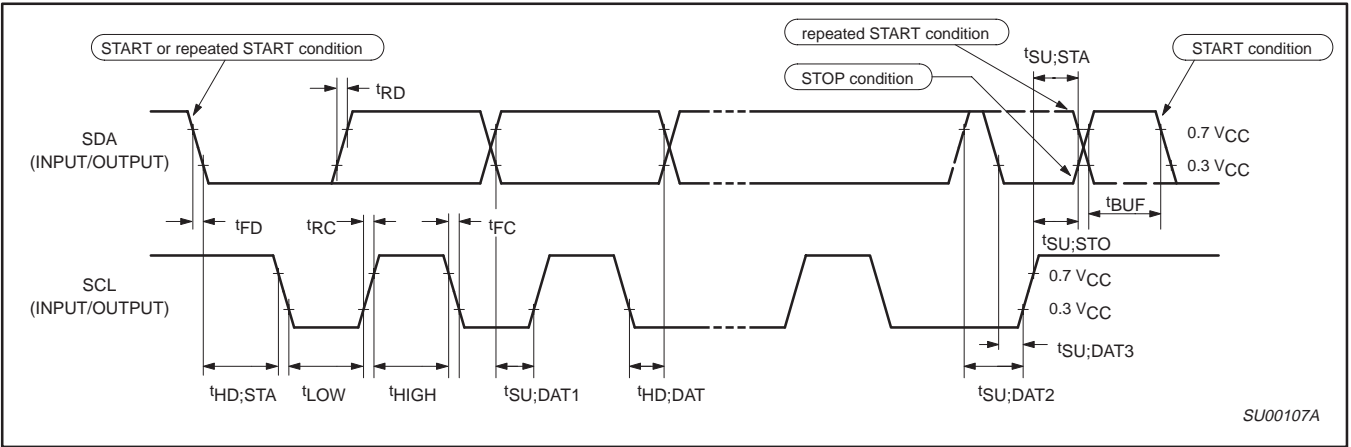 START or repeated START condition
repeated START condition
tSU;STA
START condition
STOP condition
tRD
SDA
(INPUT/OUTPUT)
0.7 VCC
0.3 VCC
tFD
tRC
tFC
tBUF
tSU;STO
SCL
(INPUT/OUTPUT)
0.7 VCC
0.3 VCC
tSU;DAT3
tHD;STA
tLOW
tHIGH
tSU;DAT1
tHD;DAT
tSU;DAT2
SU00107A